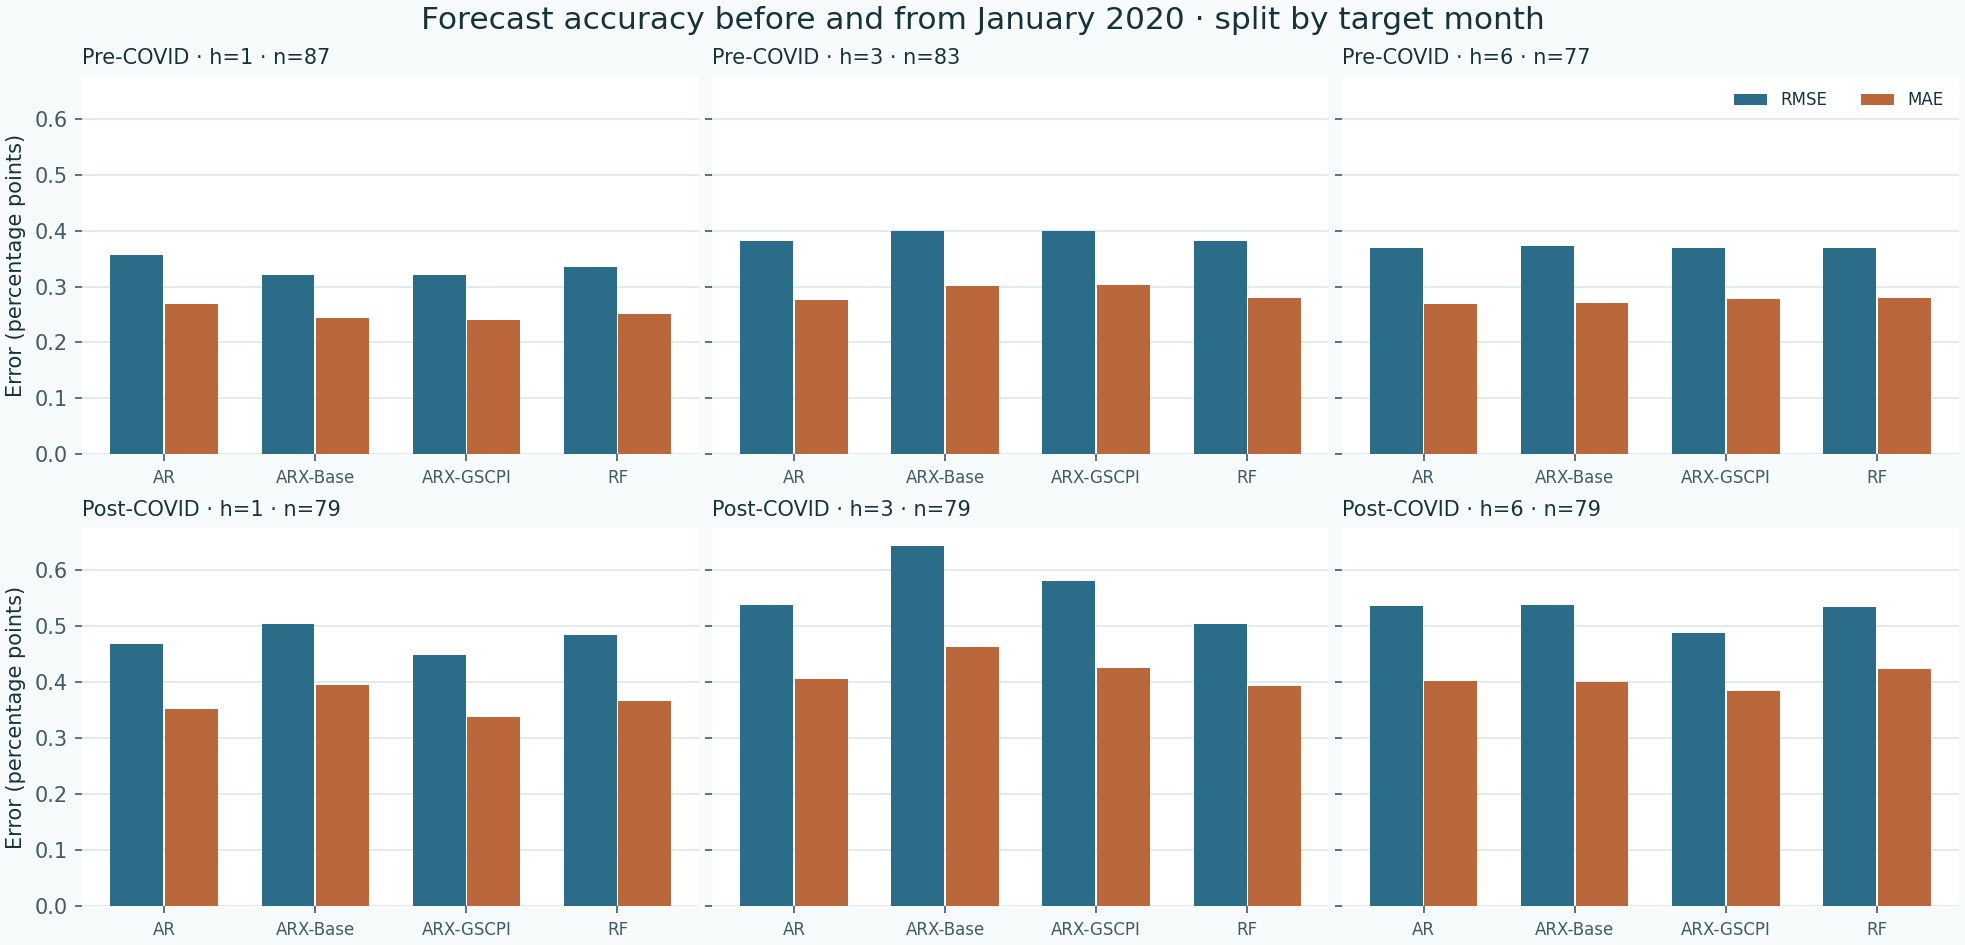 Forecast accuracy before and from January 2020 · split by target month
Pre-COVID · h=1 · n=87
Pre-COVID · h=3 · n=83
Pre-COVID · h=6 · n=77
RMSE
MAE
Error (percentage points)
0.6
0.5
0.4
0.3
0.2
0.1
0.0
AR
ARX-Base
ARX-GSCPI
RF
AR
ARX-Base
ARX-GSCPI
RF
AR
ARX-Base
ARX-GSCPI
RF
Post-COVID · h=1 · n=79
Post-COVID · h=3 · n=79
Post-COVID · h=6 · n=79
Error (percentage points)
0.6
0.5
0.4
0.3
0.2
0.1
0.0
AR
ARX-Base
ARX-GSCPI
RF
AR
ARX-Base
ARX-GSCPI
RF
AR
ARX-Base
ARX-GSCPI
RF